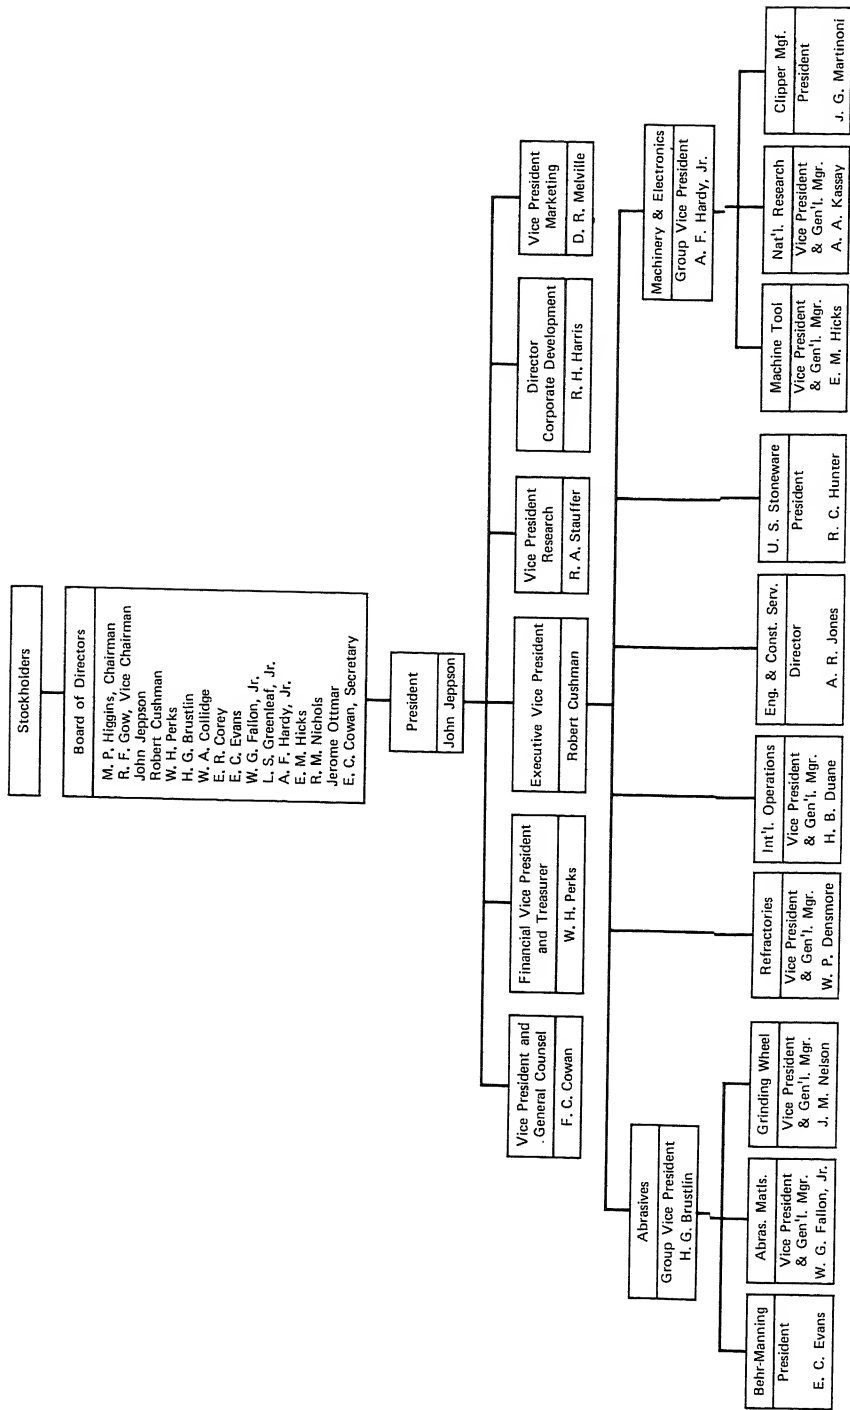 Stockholders
Board of Directors
M. P. Higgins, Chairman
R. F. Gow, Vice Chairman
John Jeppson
Robert Cushman
W. H. Perks
H. G. Brustlin
W. A. Collidge
E. R. Corey
E. C. Evans
W. G. Fallon, Jr.
L. S. Greenleaf, Jr.
A. F. Hardy, Jr.
E. M. Hicks
R. M. Nichols
Jerome Ottmar
E. C. Cowan, Secretary
President
John Jeppson
Vice President and
General Counsel
F. C. Cowan
Financial Vice President
and Treasurer
W. H. Perks
Executive Vice President
Robert Cushman
Vice President
Research
R. A. Stauffer
Director
Corporate Development
R. H. Harris
Vice President
Marketing
D. R. Melville
Abrasives
Group Vice President
H. G. Brustlin
Machinery & Electronics
Group Vice President
A. F. Hardy, Jr.
Behr-Manning
President
E. C. Evans
Abras. Matls.
Vice President
& Gen'l. Mgr.
W. G. Fallon, Jr.
Grinding Wheel
Vice President
& Gen'l. Mgr.
J. M. Nelson
Refractories
Vice President
& Gen'l. Mgr.
W. P. Densmore
Int'l. Operations
Vice President
& Gen'l. Mgr.
H. B. Duane
Eng. & Const. Serv.
Director
A. R. Jones
U. S. Stoneware
President
R. C. Hunter
Machine Tool
Vice President
& Gen'l. Mgr.
E. M. Hicks
Nat'l. Research
Vice President
& Gen'l. Mgr.
A. A. Kassay
Clipper Mgf.
President
J. G. Martinoni